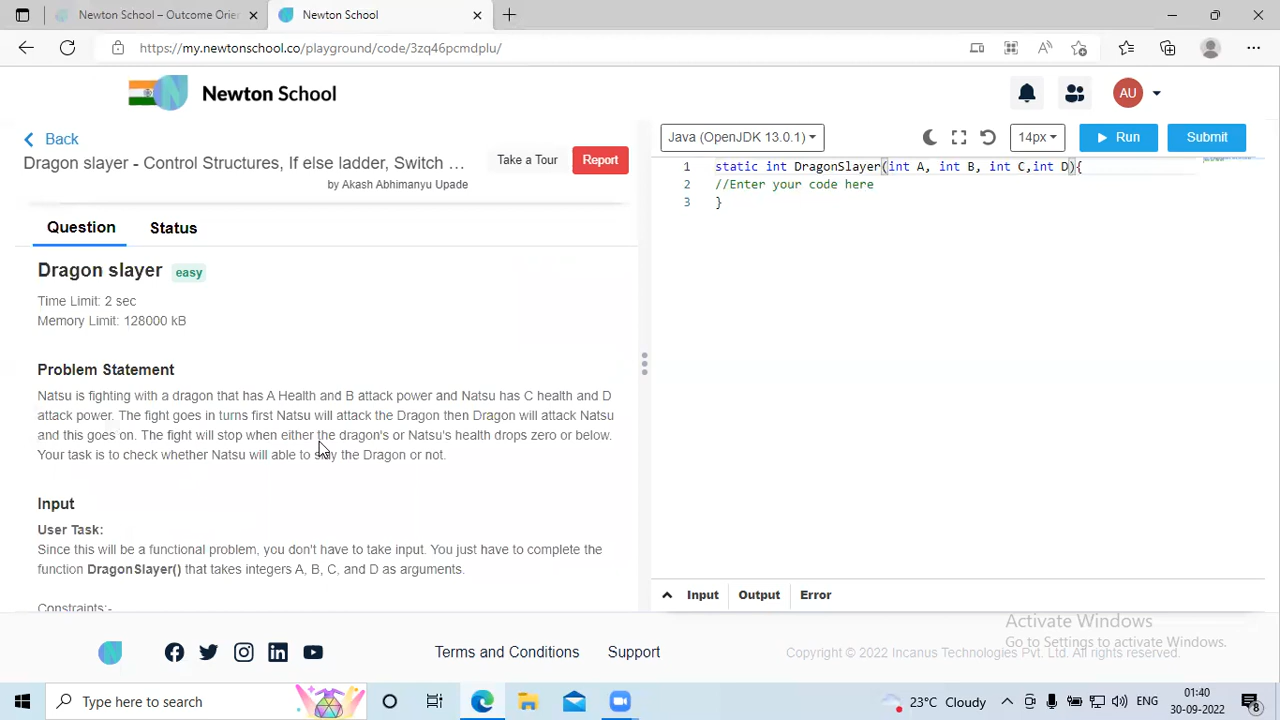 Newton School - Outcome Orie
Newton School
https://my.newtonschool.co/playground/code/3zq46pcmdplu/
Newton School
AU
Back
Dragon slayer - Control Structures, If else ladder, Switch ...
by Akash Abhimanyu Upade
Take a Tour
Report
Java (OpenJDK 13.0.1)
14px
Run
Submit
Question
Status
Dragon slayer easy
Time Limit: 2 sec
Memory Limit: 128000 kB
Problem Statement
Natsu is fighting with a dragon that has A Health and B attack power and Natsu has C health and D
attack power. The fight goes in turns first Natsu will attack the Dragon then Dragon will attack Natsu
and this goes on. The fight will stop when either the dragon's or Natsu's health drops zero or below.
Your task is to check whether Natsu will able to slay the Dragon or not.
Input
User Task:
Since this will be a functional problem, you don't have to take input. You just have to complete the
function DragonSlayer() that takes integers A, B, C, and D as arguments.
Constraints:-
1 static int DragonSlayer(int A, int B, int C,int D){
2 //Enter your code here
3 }
Input
Output
Error
Activate Windows
Go to Settings to activate Windows.
Terms and Conditions
Support
Copyright © 2022 Incanus Technologies Pvt. Ltd. All rights reserved.
Type here to search
23°C Cloudy
ENG
01:40
30-09-2022
8